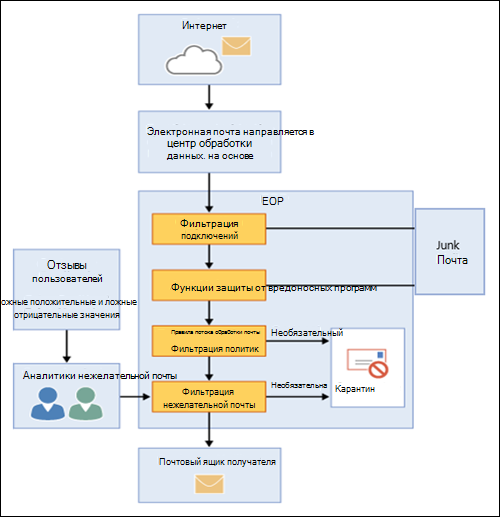 Интернет
Электронная почта направляется в
центр обработки
данных. на основе
EOP
Фильтрация
подключений
Junk
Почта
Функции защиты от вредоносных программ
Отзывы
пользователей
ожные положительные и ложные
отрицательные значения
Правила потока обработки почты
Фильтрация политик
Необязательный
Карантин
Аналитики нежелательной почты
Фильтрация
нежелательной почты
Необязательна
Почтовый ящик получателя